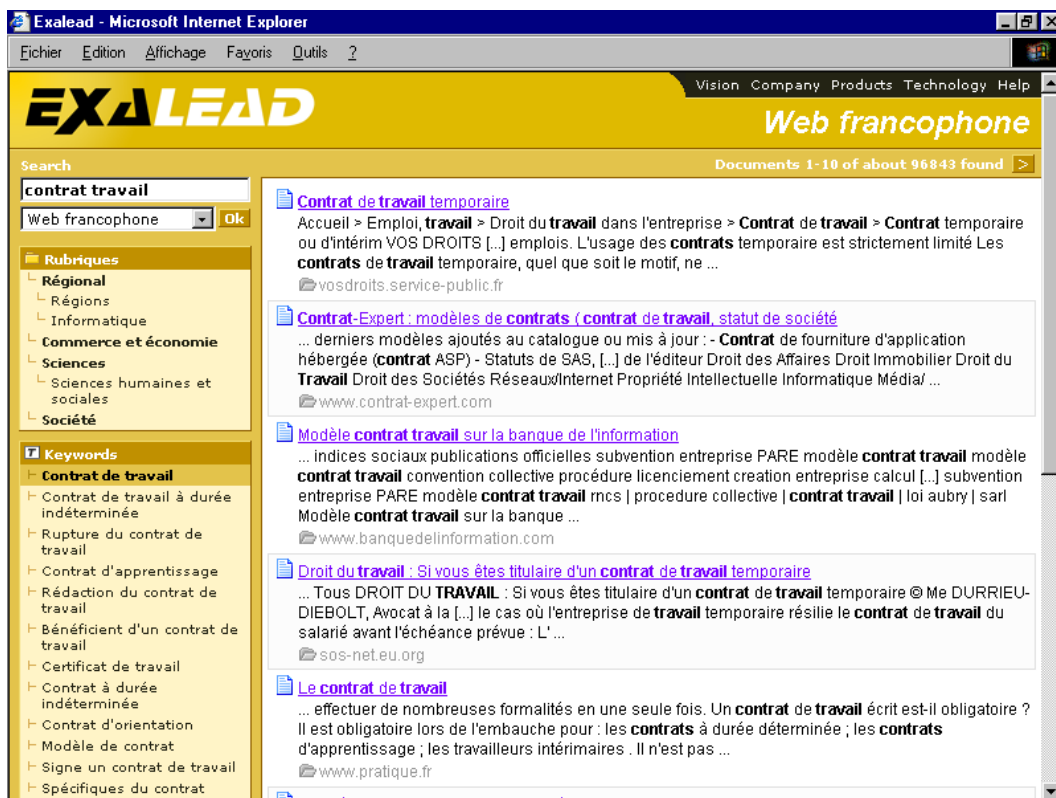 Exalead - Microsoft Internet Explorer
Fichier Edition Affichage Favoris Outils ?
Vision Company Products Technology Help
EXALEAD
Web francophone
Search
Documents 1-10 of about 96843 found >
contrat travail
Web francophone Ok
Rubriques
Régional
Régions
Informatique
Commerce et économie
Sciences
Sciences humaines et
sociales
Société
Keywords
Contrat de travail
Contrat de travail à durée
indéterminée
Rupture du contrat de
travail
Contrat d'apprentissage
Rédaction du contrat de
travail
Bénéficient d'un contrat de
travail
Certificat de travail
Contrat à durée
indéterminée
Contrat d'orientation
Modèle de contrat
Signe un contrat de travail
Spécifiques du contrat
Contrat de travail temporaire
Accueil > Emploi, travail > Droit du travail dans l'entreprise > Contrat de travail > Contrat temporaire
ou d'intérim VOS DROITS [...] emplois. L'usage des contrats temporaire est strictement limité Les
contrats de travail temporaire, quel que soit le motif, ne ...
vosdroits.service-public.fr
Contrat-Expert : modèles de contrats ( contrat de travail, statut de société
... derniers modèles ajoutés au catalogue ou mis à jour : - Contrat de fourniture d'application
hébergée (contrat ASP) - Statuts de SAS, [...] de l'éditeur Droit des Affaires Droit Immobilier Droit du
Travail Droit des Sociétés Réseaux/Internet Propriété Intellectuelle Informatique Média/ ...
www.contrat-expert.com
Modèle contrat travail sur la banque de l'information
... indices sociaux publications officielles subvention entreprise PARE modèle contrat travail modèle
contrat travail convention collective procédure licenciement creation entreprise calcul [...] subvention
entreprise PARE modèle contrat travail rncs | procedure collective | contrat travail | loi aubry | sarl
Modèle contrat travail sur la banque ...
www.banquedelinformation.com
Droit du travail : Si vous êtes titulaire d'un contrat de travail temporaire
... Tous DROIT DU TRAVAIL : Si vous êtes titulaire d'un contrat de travail temporaire © Me DURRIEU-
DIEBOLT, Avocat à la [...] le cas où l'entreprise de travail temporaire résilie le contrat de travail du
salarié avant l'échéance prévue : L' ...
sos-net.eu.org
Le contrat de travail
... effectuer de nombreuses formalités en une seule fois. Un contrat de travail écrit est-il obligatoire ?
Il est obligatoire lors de l'embauche pour : les contrats à durée déterminée ; les contrats
d'apprentissage ; les travailleurs intérimaires . Il n'est pas ...
www.pratique.fr